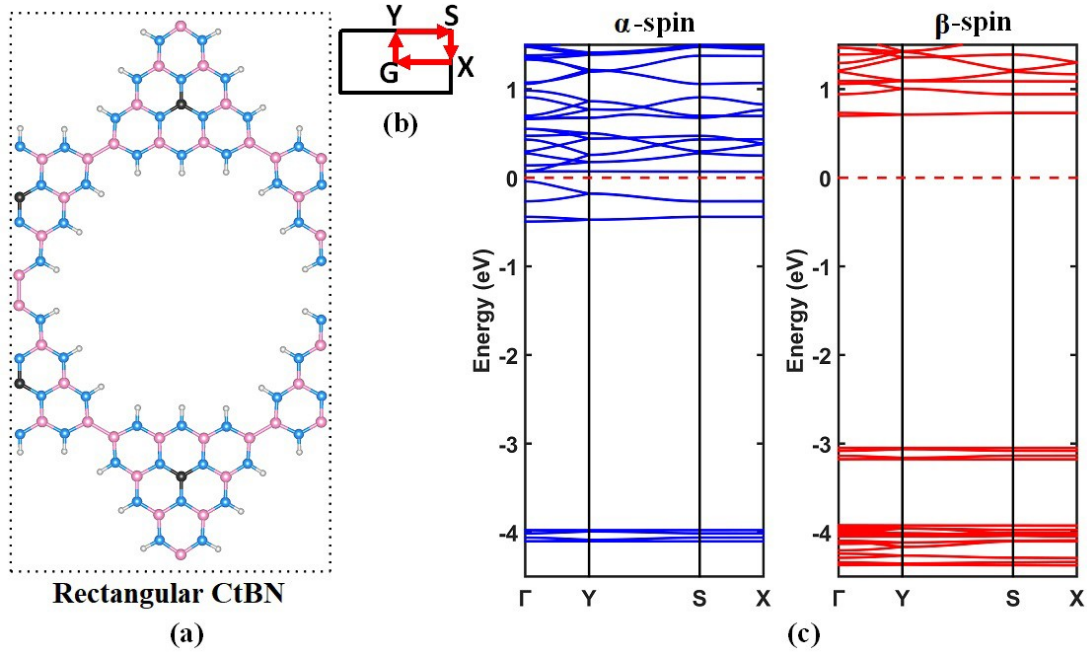 Rectangular CtBN
(a)
Y S
G X
(b)
α-spin
Energy (eV)
1
0
-1
-2
-3
-4
Γ Y S X
β-spin
Energy (eV)
1
0
-1
-2
-3
-4
Γ Y S X
(c)